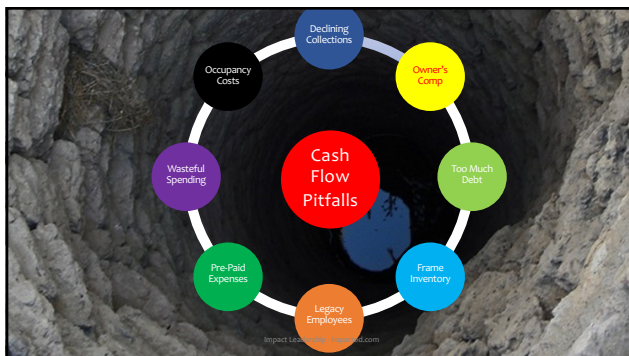 Declining
Collections
Owner's
Comp
Too Much
Debt
Frame
Inventory
Legacy
Employees
Pre-Paid
Expenses
Wasteful
Spending
Occupancy
Costs
Cash
Flow
Pitfalls